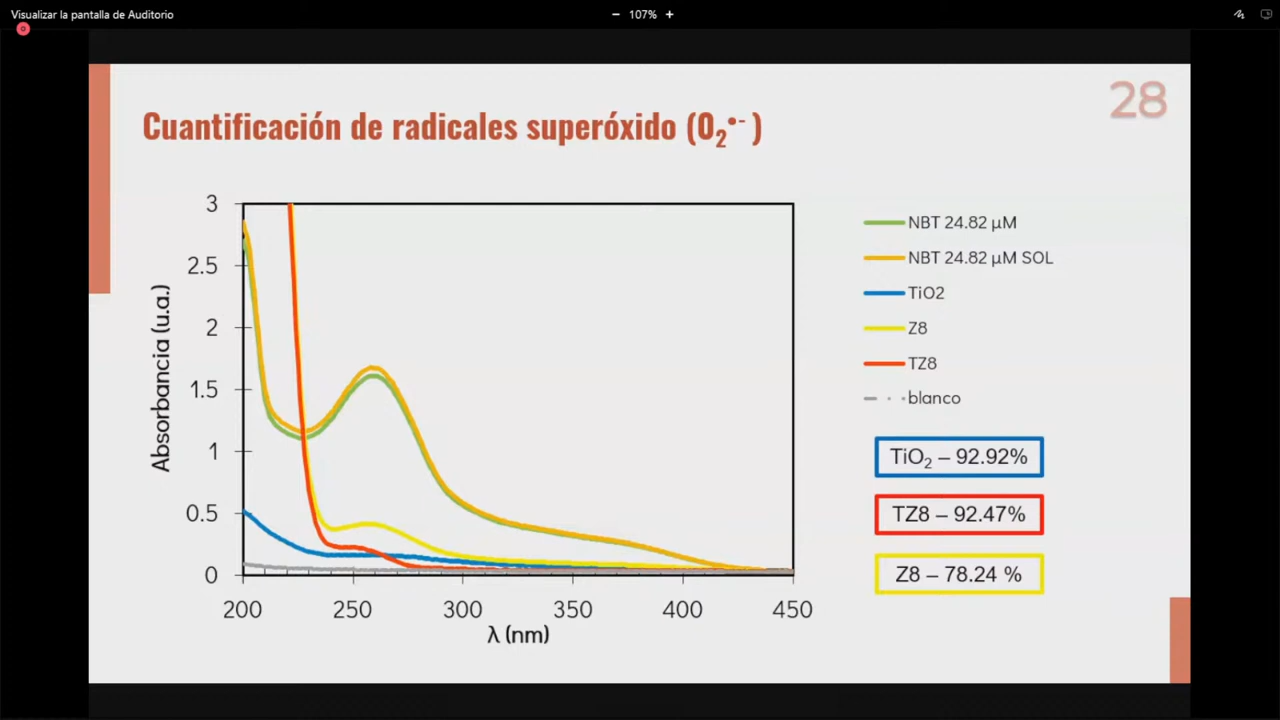 Visualizar la pantalla de Auditorio
− 107% +
28
Cuantificación de radicales superóxido (O₂•⁻ )
Absorbancia (u.a.)
3
2.5
2
1.5
1
0.5
0
200 250 300 350 400 450
λ (nm)
NBT 24.82 µM
NBT 24.82 µM SOL
TiO2
Z8
TZ8
blanco
TiO₂ – 92.92%
TZ8 – 92.47%
Z8 – 78.24 %